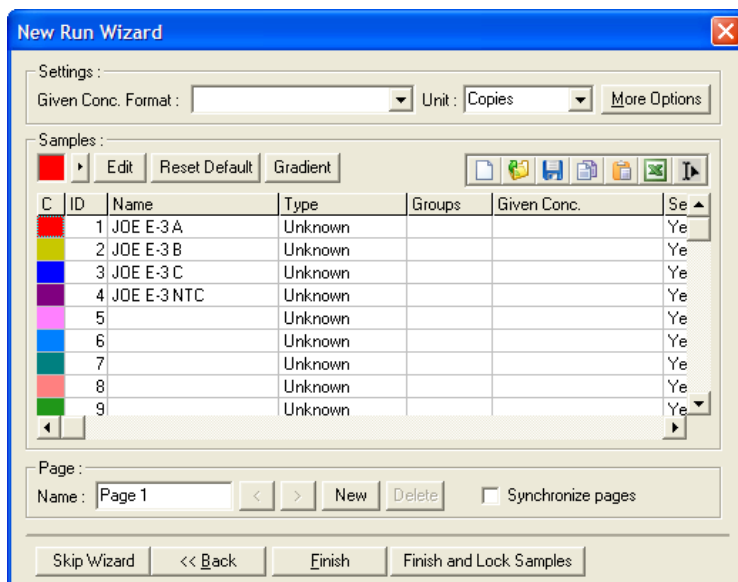 New Run Wizard
Settings :
Given Conc. Format : Unit : Copies More Options
Samples :
Edit Reset Default Gradient
C ID Name Type Groups Given Conc. Se
1 JOE E-3 A Unknown Ye
2 JOE E-3 B Unknown Ye
3 JOE E-3 C Unknown Ye
4 JOE E-3 NTC Unknown Ye
5 Unknown Ye
6 Unknown Ye
7 Unknown Ye
8 Unknown Ye
9 Unknown Ye
Page :
Name : Page 1 < > New Delete Synchronize pages
Skip Wizard << Back Finish Finish and Lock Samples